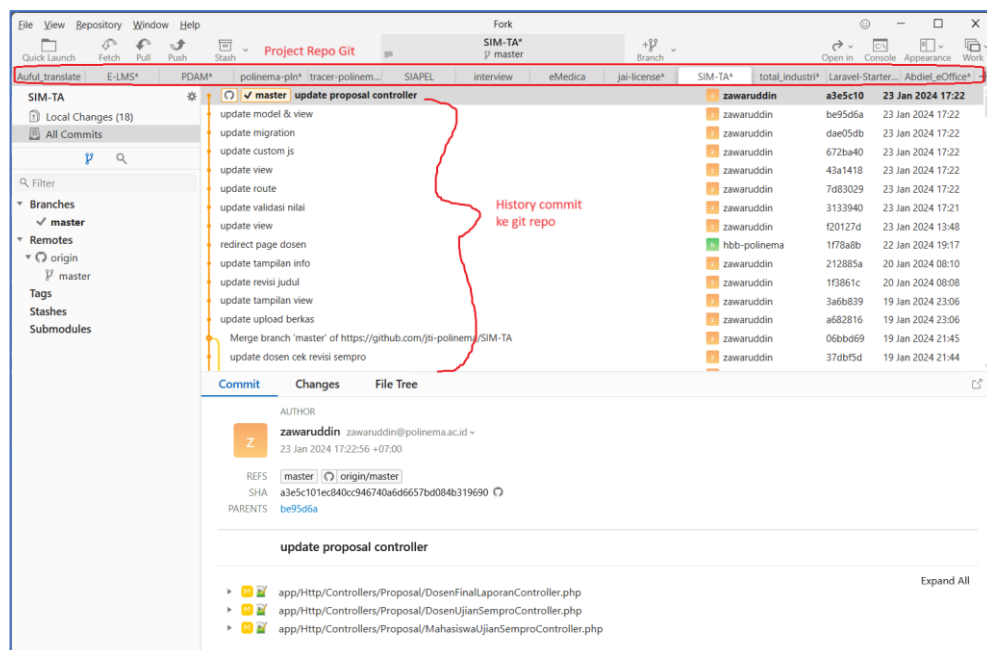 File View Repository Window Help Fork
Quick Launch Fetch Pull Push Stash Project Repo Git SIM-TA* master Branch Open in Console Appearance Work
Auful_translate E-LMS* PDAM* polinema-pln* tracer-polinem... SIAPEL interview eMedica jai-license* SIM-TA* total_industri* Laravel-Starter... Abdiel_eOffice*
SIM-TA
Local Changes (18)
All Commits
Filter
Branches
master
Remotes
origin
master
Tags
Stashes
Submodules
master update proposal controller zawaruddin a3e5c10 23 Jan 2024 17:22
update model & view zawaruddin be95d6a 23 Jan 2024 17:22
update migration zawaruddin dae05db 23 Jan 2024 17:22
update custom js zawaruddin 672ba40 23 Jan 2024 17:22
update view zawaruddin 43a1418 23 Jan 2024 17:22
update route zawaruddin 7d83029 23 Jan 2024 17:22
update validasi nilai zawaruddin 3133940 23 Jan 2024 17:21
update view zawaruddin f20127d 23 Jan 2024 13:48
redirect page dosen hbb-polinema 1f78a8b 22 Jan 2024 19:17
update tampilan info zawaruddin 212885a 20 Jan 2024 08:10
update revisi judul zawaruddin 1f3861c 20 Jan 2024 08:08
update tampilan view zawaruddin 3a6b839 19 Jan 2024 23:06
update upload berkas zawaruddin a682816 19 Jan 2024 23:06
Merge branch 'master' of https://github.com/jti-polinema/SIM-TA zawaruddin 06bbd69 19 Jan 2024 21:45
update dosen cek revisi sempro zawaruddin 37dbf5d 19 Jan 2024 21:44
History commit
ke git repo
Commit Changes File Tree
AUTHOR
Z
zawaruddin zawaruddin@polinema.ac.id
23 Jan 2024 17:22:56 +07:00
REFS master origin/master
SHA a3e5c101ec840cc946740a6d6657bd084b319690
PARENTS be95d6a
update proposal controller
Expand All
M app/Http/Controllers/Proposal/DosenFinalLaporanController.php
M app/Http/Controllers/Proposal/DosenUjianSemproController.php
M app/Http/Controllers/Proposal/MahasiswaUjianSemproController.php